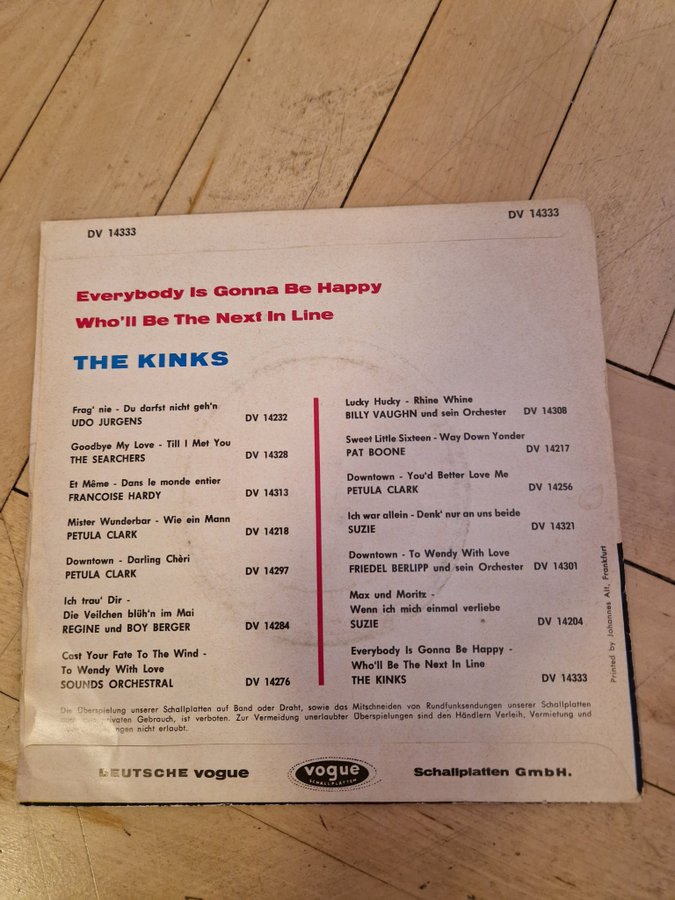 DV 14333
DV 14333
Everybody Is Gonna Be Happy
Who'll Be The Next In Line
THE KINKS
Frag' nie - Du darfst nicht geh'n
UDO JURGENS DV 14232
Goodbye My Love - Till I Met You
THE SEARCHERS DV 14328
Et Même - Dans le monde entier
FRANCOISE HARDY DV 14313
Mister Wunderbar - Wie ein Mann
PETULA CLARK DV 14218
Downtown - Darling Chèri
PETULA CLARK DV 14297
Ich trau' Dir -
Die Veilchen blüh'n im Mai
REGINE und BOY BERGER DV 14284
Cast Your Fate To The Wind -
To Wendy With Love
SOUNDS ORCHESTRAL DV 14276
Lucky Hucky - Rhine Whine
BILLY VAUGHN und sein Orchester DV 14308
Sweet Little Sixteen - Way Down Yonder
PAT BOONE DV 14217
Downtown - You'd Better Love Me
PETULA CLARK DV 14256
Ich war allein - Denk' nur an uns beide
SUZIE DV 14321
Downtown - To Wendy With Love
FRIEDEL BERLIPP und sein Orchester DV 14301
Max und Moritz -
Wenn ich mich einmal verliebe
SUZIE DV 14204
Everybody Is Gonna Be Happy -
Who'll Be The Next In Line
THE KINKS DV 14333
Die Überspielung unserer Schallplatten auf Band oder Draht, sowie das Mitschneiden von Rundfunksendungen unserer Schallplatten
privaten Gebrauch, ist verboten. Zur Vermeidung unerlaubter Überspielungen sind den Händlern Verleih, Vermietung und
nicht erlaubt.
DEUTSCHE vogue
vogue
SCHALLPLATTEN
Schallplatten GmbH.
Printed by Johannes Alt, Frankfurt